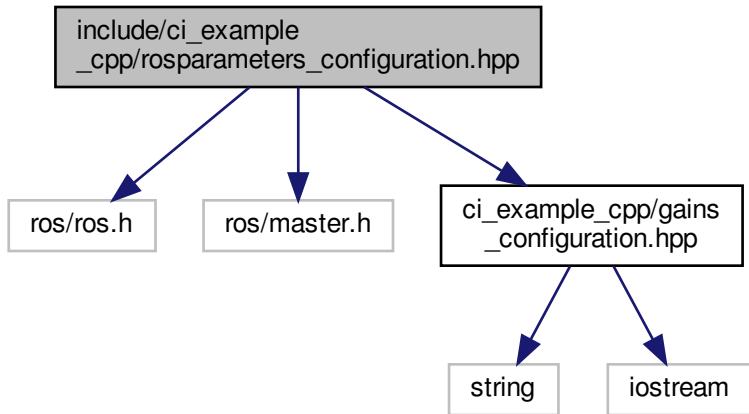 include/ci_example
_cpp/rosparameters_configuration.hpp
ros/ros.h
ros/master.h
ci_example_cpp/gains
_configuration.hpp
string
iostream